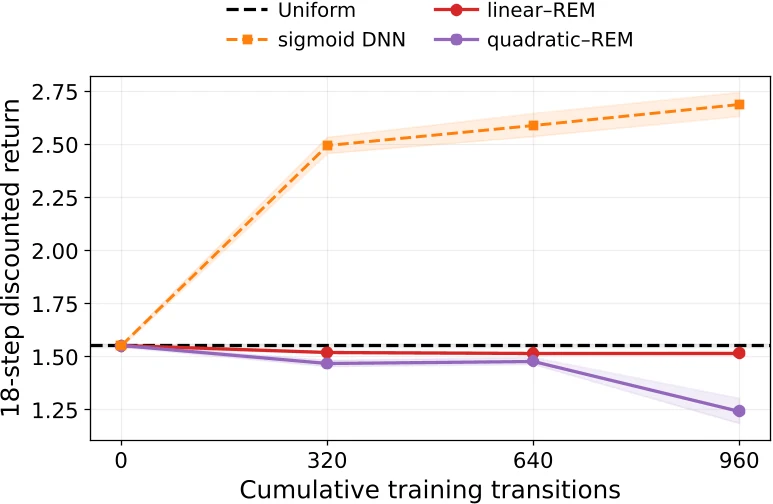 Uniform
sigmoid DNN
linear–REM
quadratic–REM
18-step discounted return
2.75
2.50
2.25
2.00
1.75
1.50
1.25
0
320
640
960
Cumulative training transitions